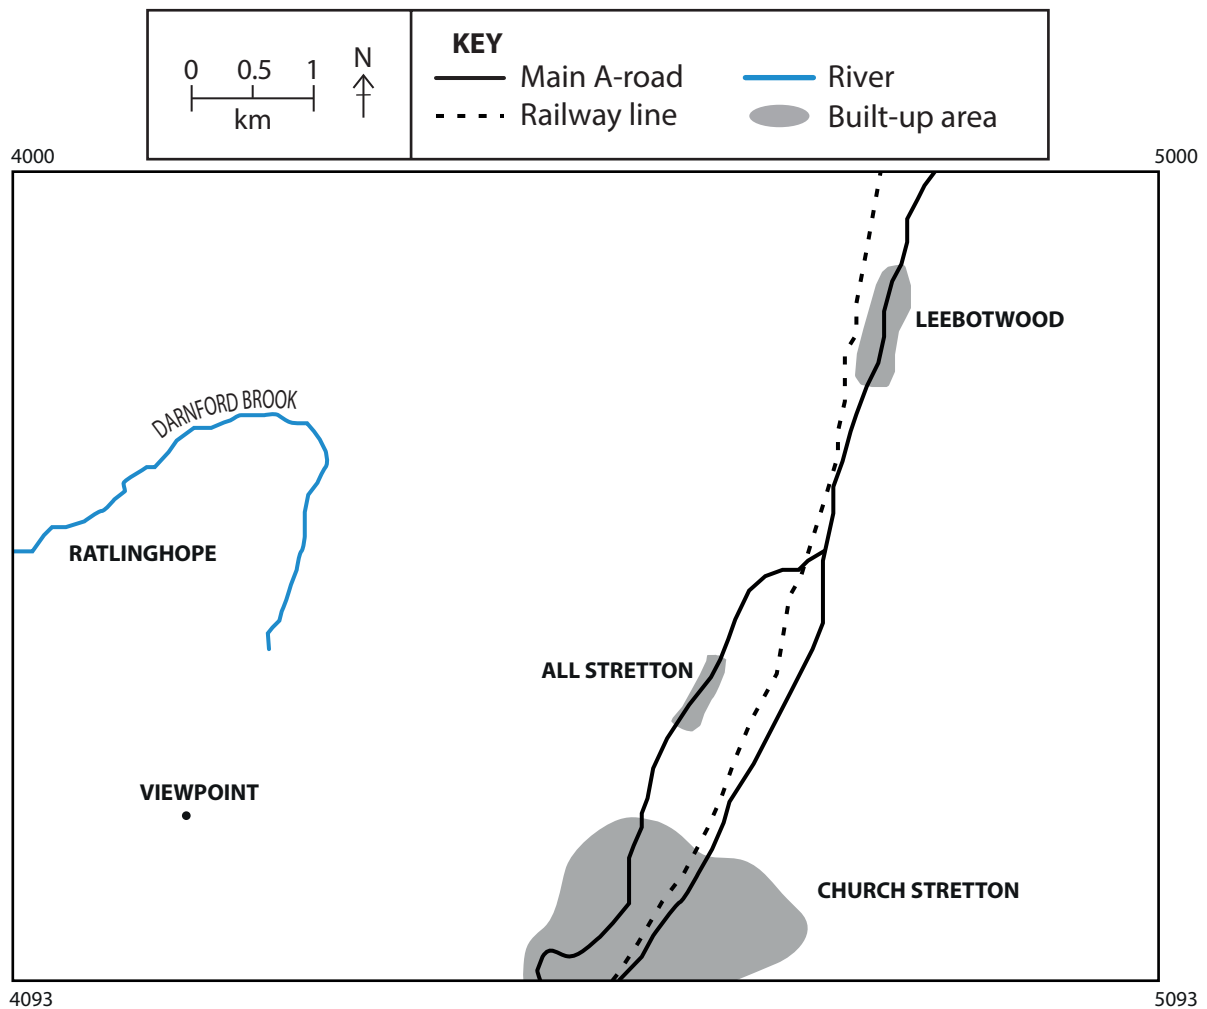 KEY
0 0.5 1
km
N
Main A-road
River
Railway line
Built-up area
4000
5000
LEEBOTWOOD
DARNFORD BROOK
RATLINGHOPE
ALL STRETTON
VIEWPOINT
CHURCH STRETTON
4093
5093